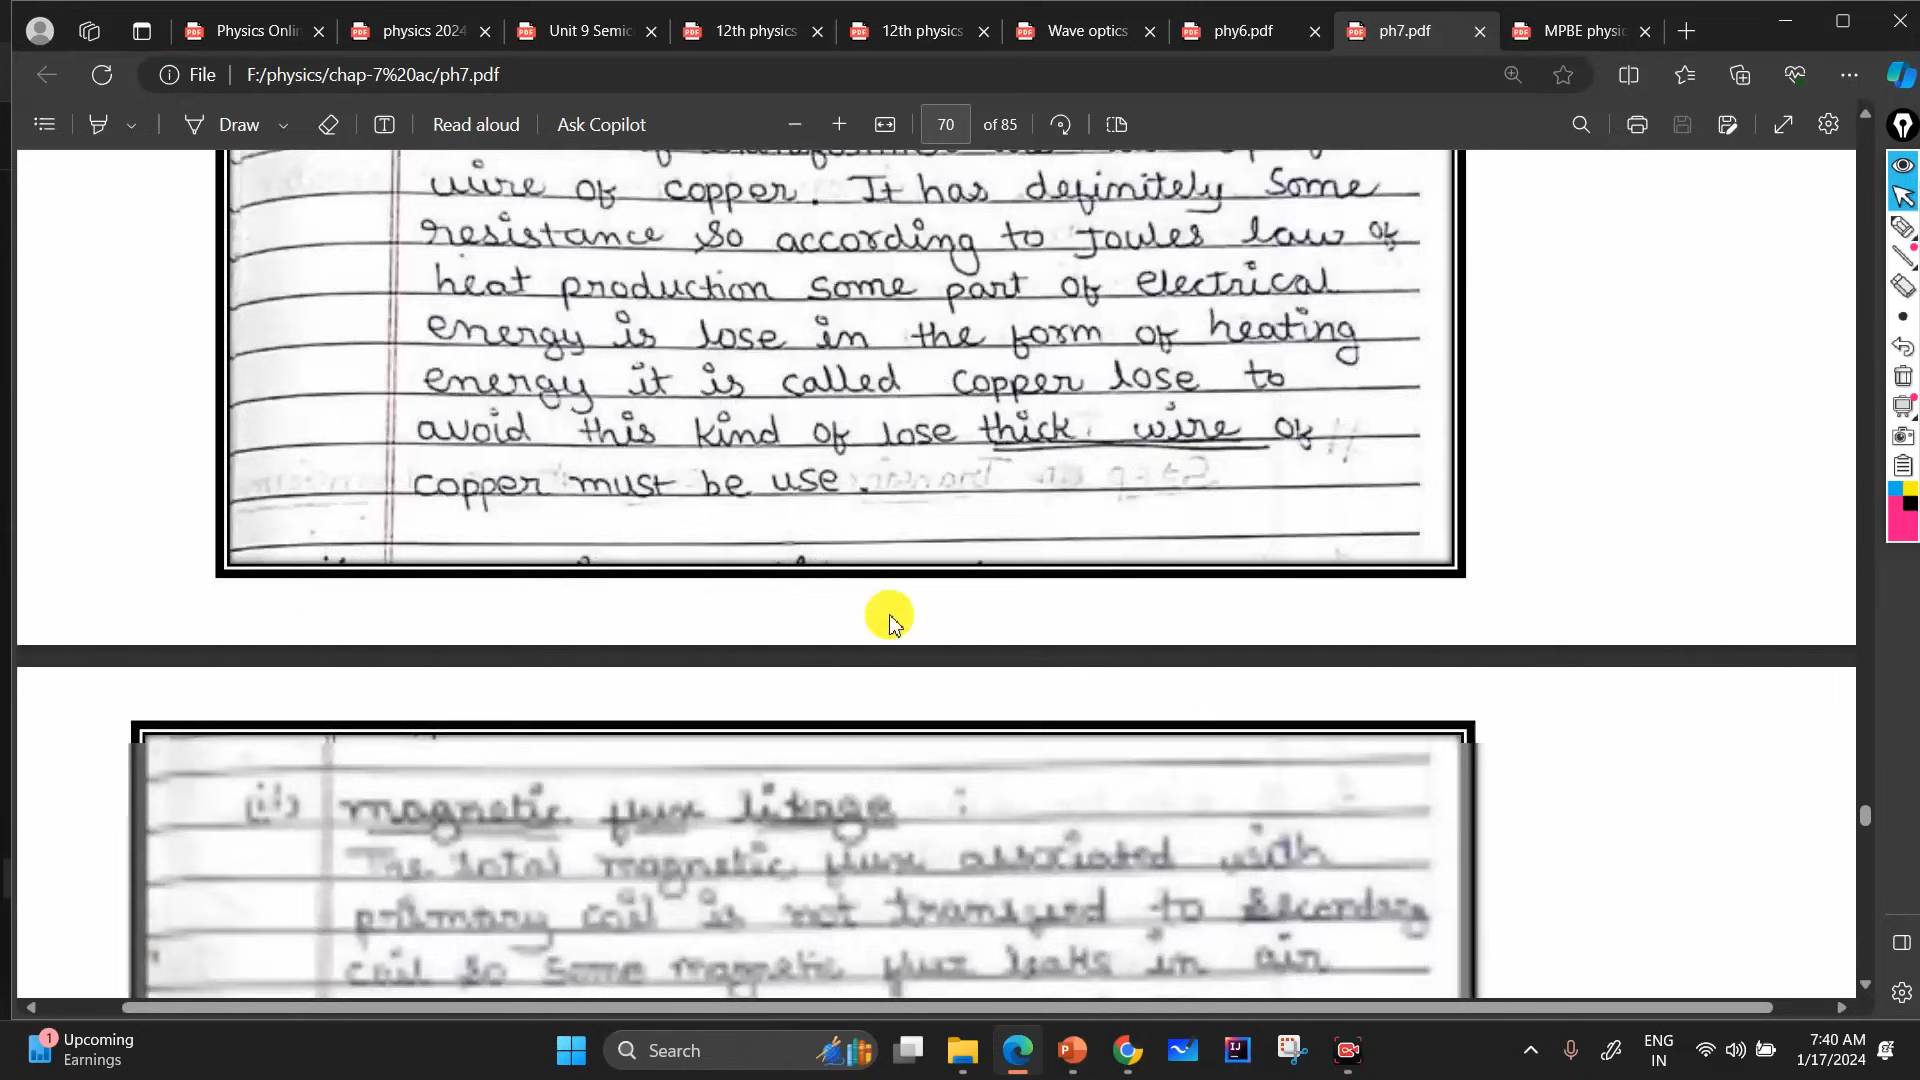 Physics Onlin
physics 2024
Unit 9 Semic
12th physics
12th physics
Wave optics
phy6.pdf
ph7.pdf
MPBE physic
File
F:/physics/chap-7%20ac/ph7.pdf
Draw
Read aloud
Ask Copilot
70
of 85
wire of copper. It has definitely some
resistance so according to Joules law of
heat production some part of electrical
energy is lose in the form of heating
energy it is called copper lose to
avoid this kind of lose thick wire of
copper must be use.
(ii) magnetic flux likage :
The total magnetic flux associated with
primary coil is not transferd to secondary
coil so some magnetic flux leaks in air
1
Upcoming
Earnings
Search
ENG
IN
7:40 AM
1/17/2024